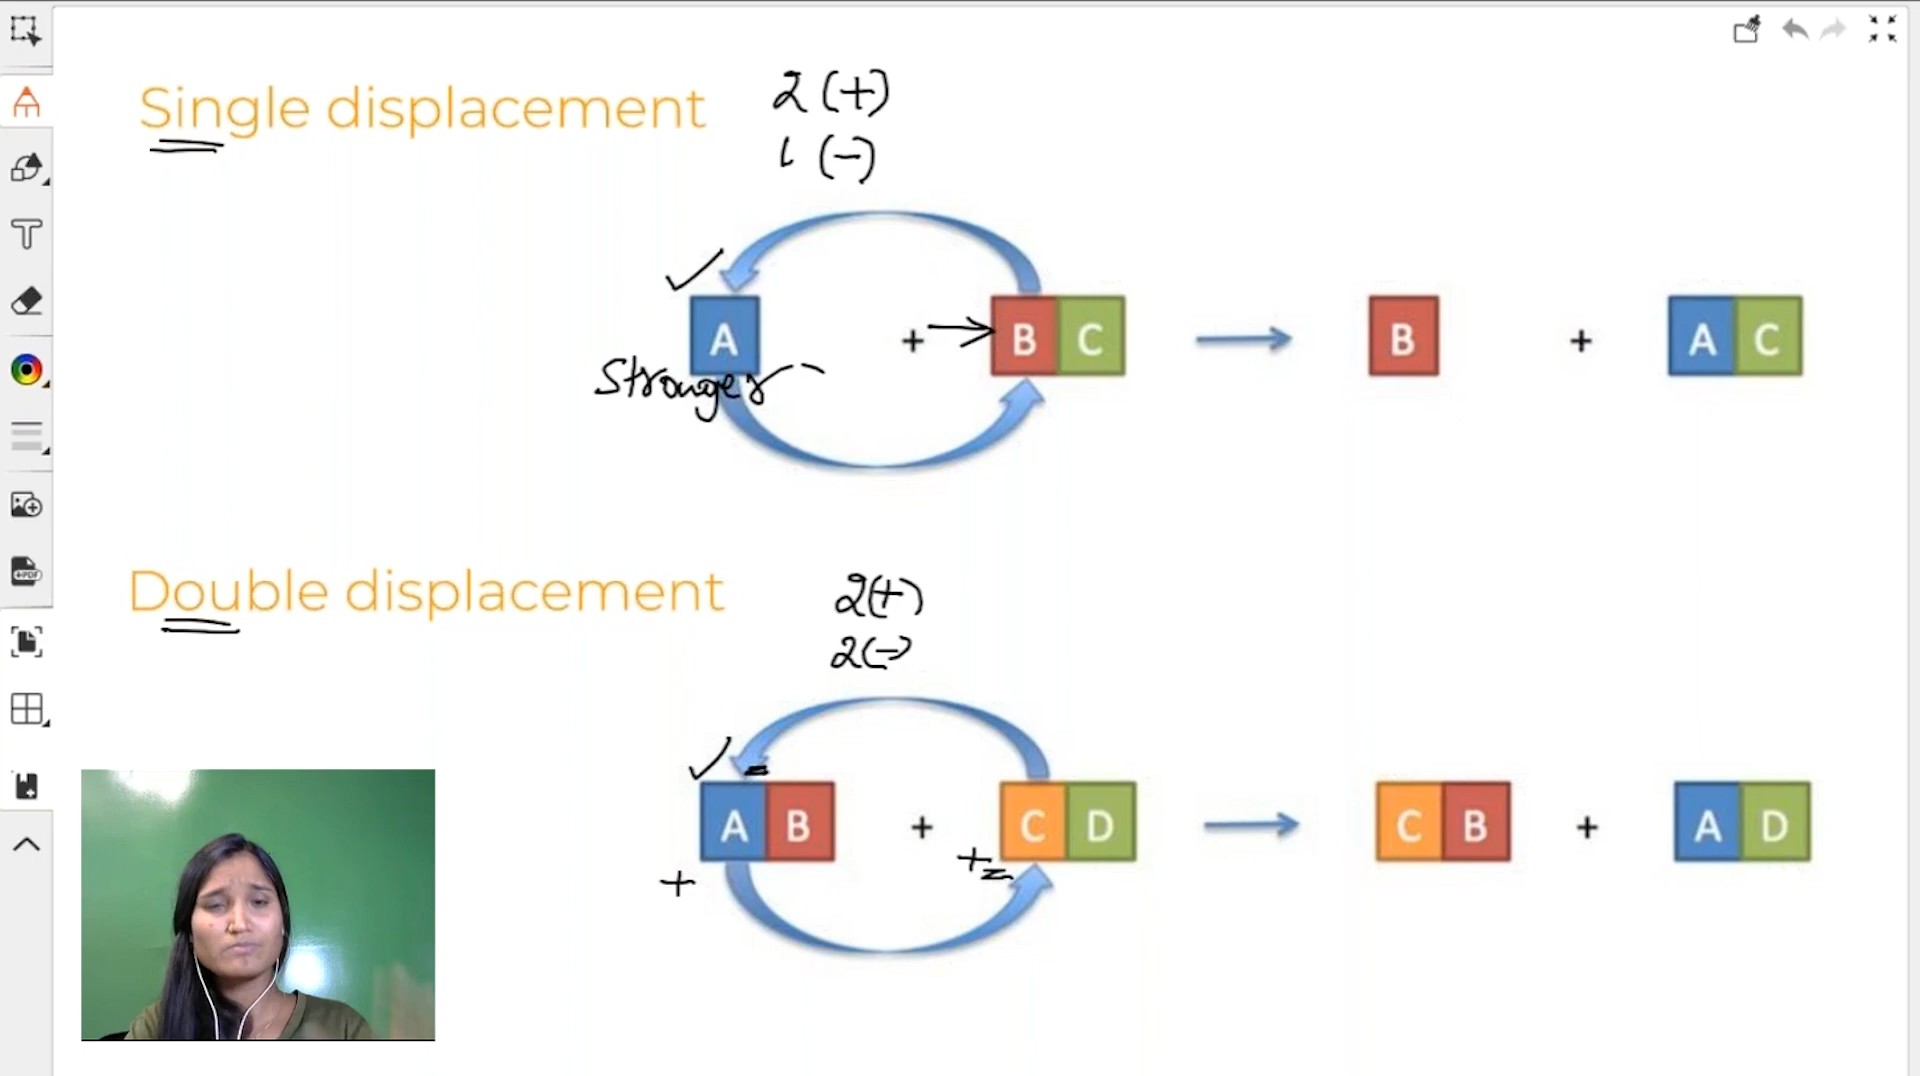 Single displacement
2 (+)
1 (-)
A + B C → B + A C
Stronger
Double displacement
2(+)
2(-)
A B + C D → C B + A D
+ +